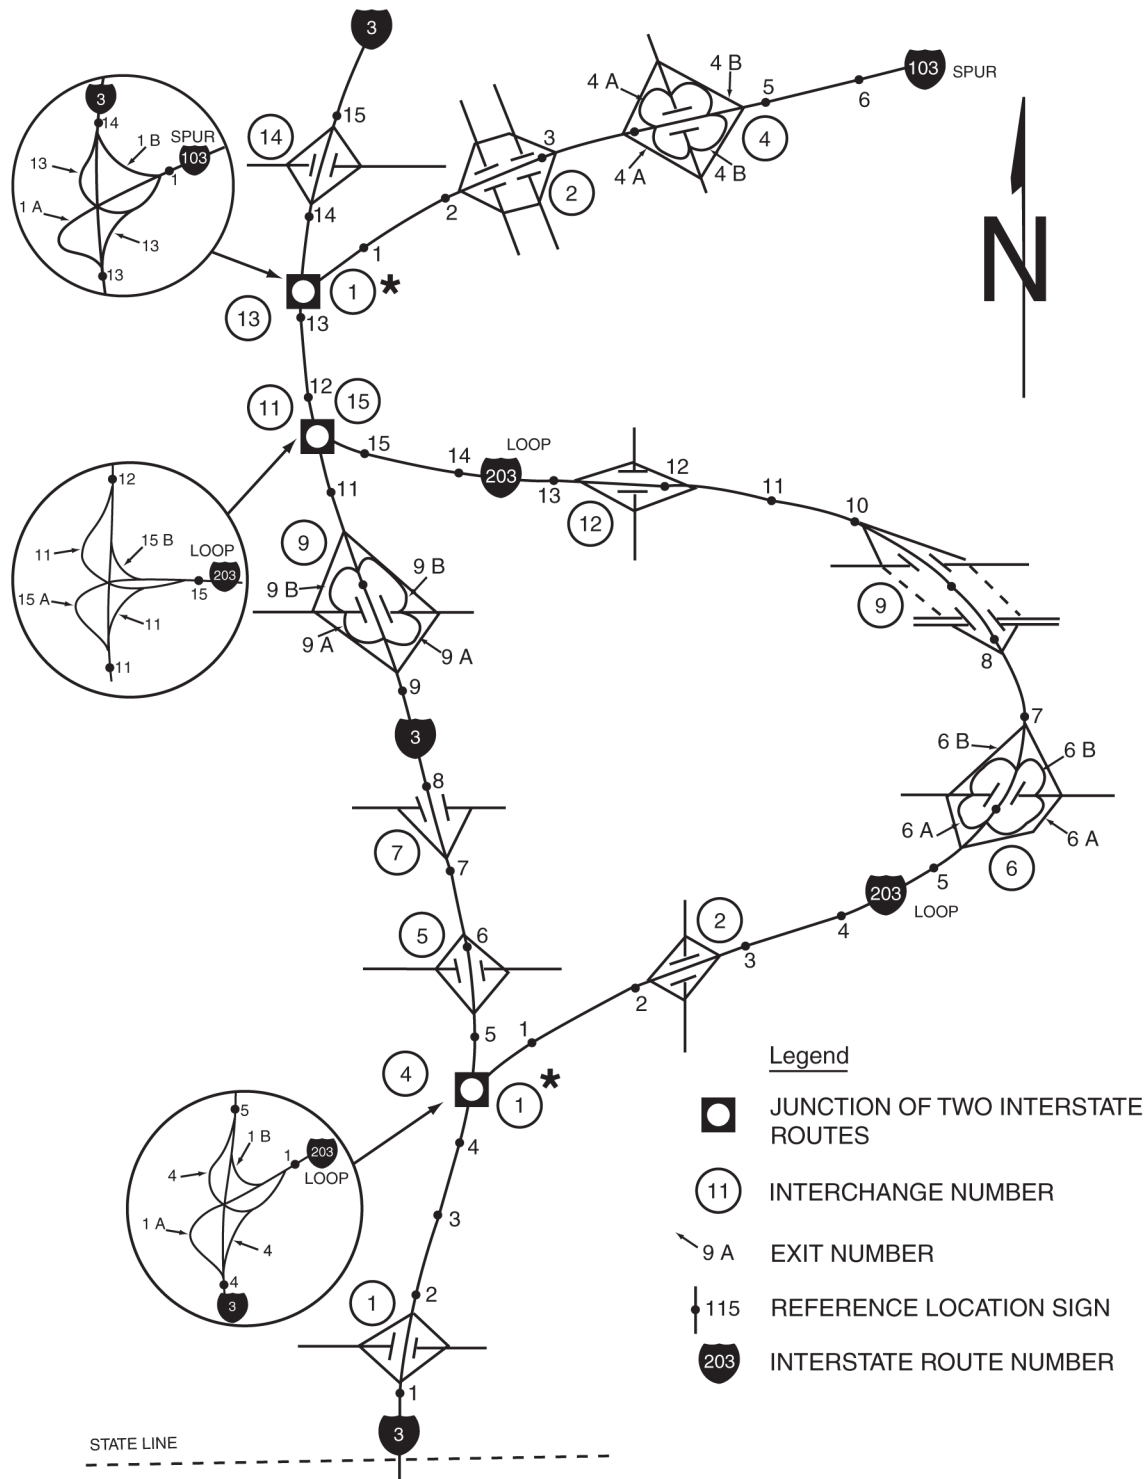 3
15
14
14
13
1 *
13
12
11
15
1
2
3
2
4 A
4 B
4 A
4 B
4
5
6
103
SPUR
N
3
14
13
1 B
SPUR
103
1
1 A
13
13
15
14
LOOP
203
13
12
12
11
10
9
8
7
6 B
6 B
6 A
6 A
6
5
203
LOOP
4
3
2
2
1
1 *
12
11
15 B
LOOP
203
15
15 A
11
11
11
9
9 B
9 B
9 A
9 A
9
3
8
7
7
5
6
5
4
4
3
2
1
1
3
5
1 B
1
203
LOOP
4
1 A
4
4
3
STATE LINE
Legend
JUNCTION OF TWO INTERSTATE
ROUTES
11 INTERCHANGE NUMBER
9 A EXIT NUMBER
115 REFERENCE LOCATION SIGN
203 INTERSTATE ROUTE NUMBER